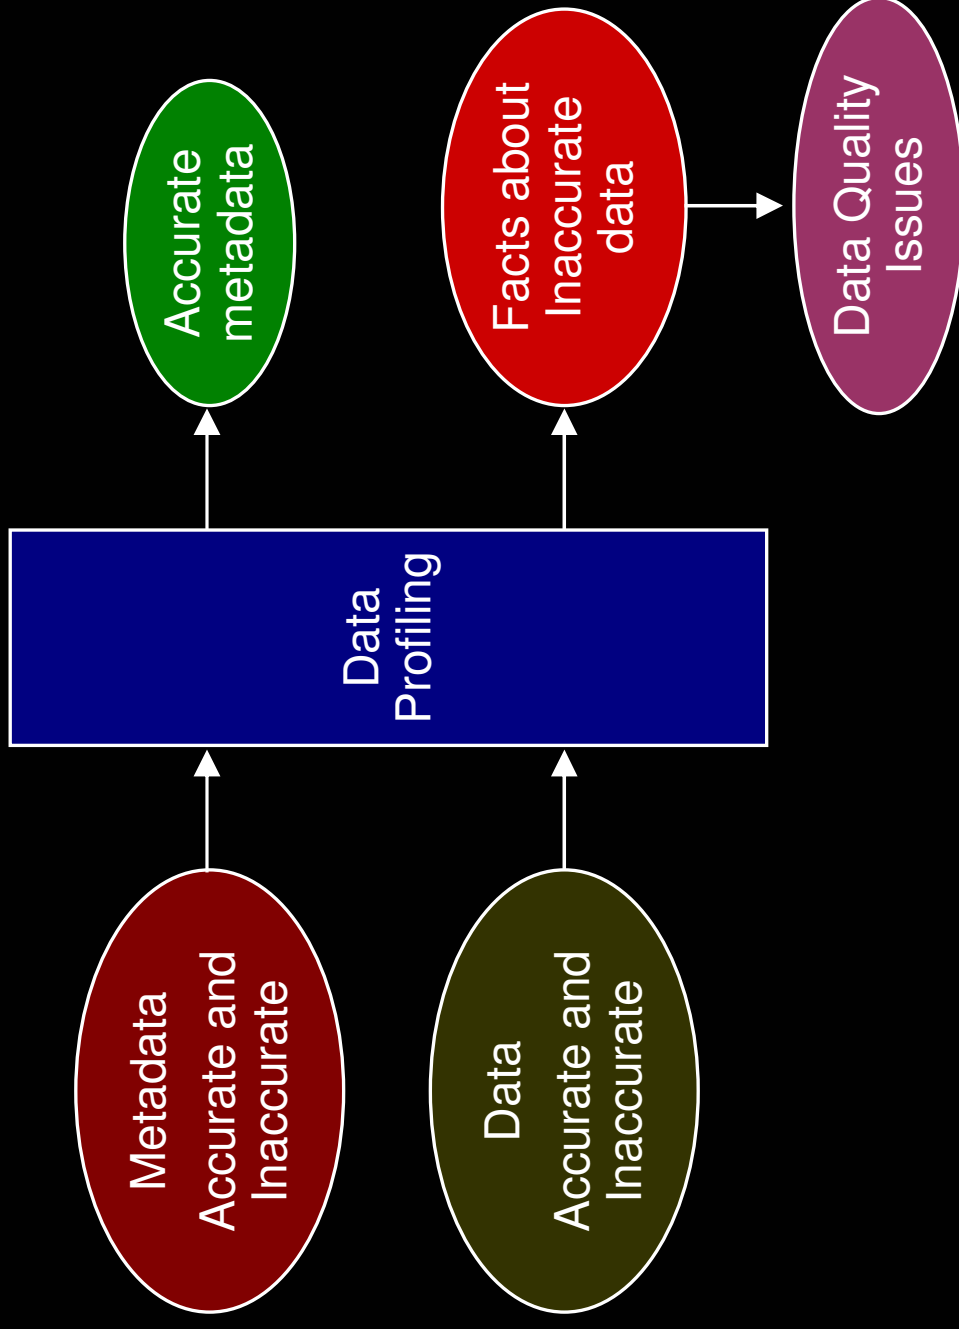 Metadata
Accurate and
Inaccurate
Data
Accurate and
Inaccurate
Data
Profiling
Accurate
metadata
Facts about
Inaccurate
data
Data Quality
Issues